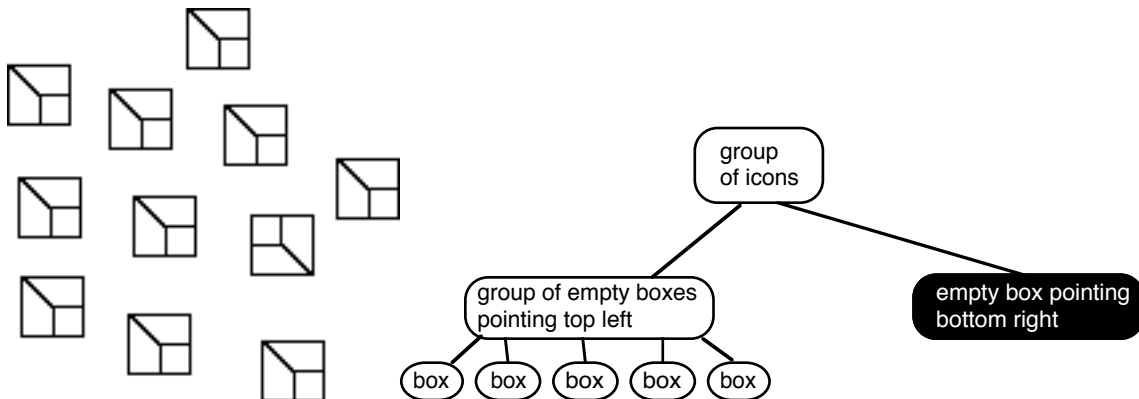 group
of icons
group of empty boxes
pointing top left
empty box pointing
bottom right
box
box
box
box
box